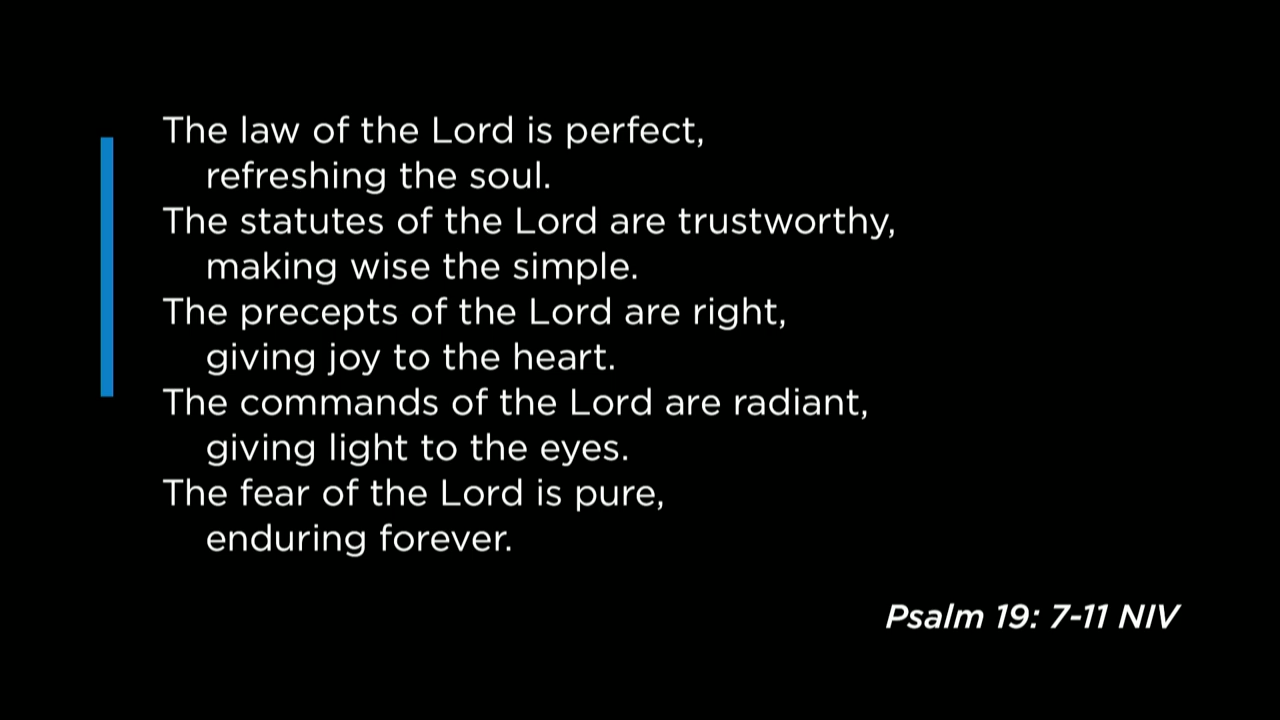 The law of the Lord is perfect,
refreshing the soul.
The statutes of the Lord are trustworthy,
making wise the simple.
The precepts of the Lord are right,
giving joy to the heart.
The commands of the Lord are radiant,
giving light to the eyes.
The fear of the Lord is pure,
enduring forever.
Psalm 19: 7-11 NIV